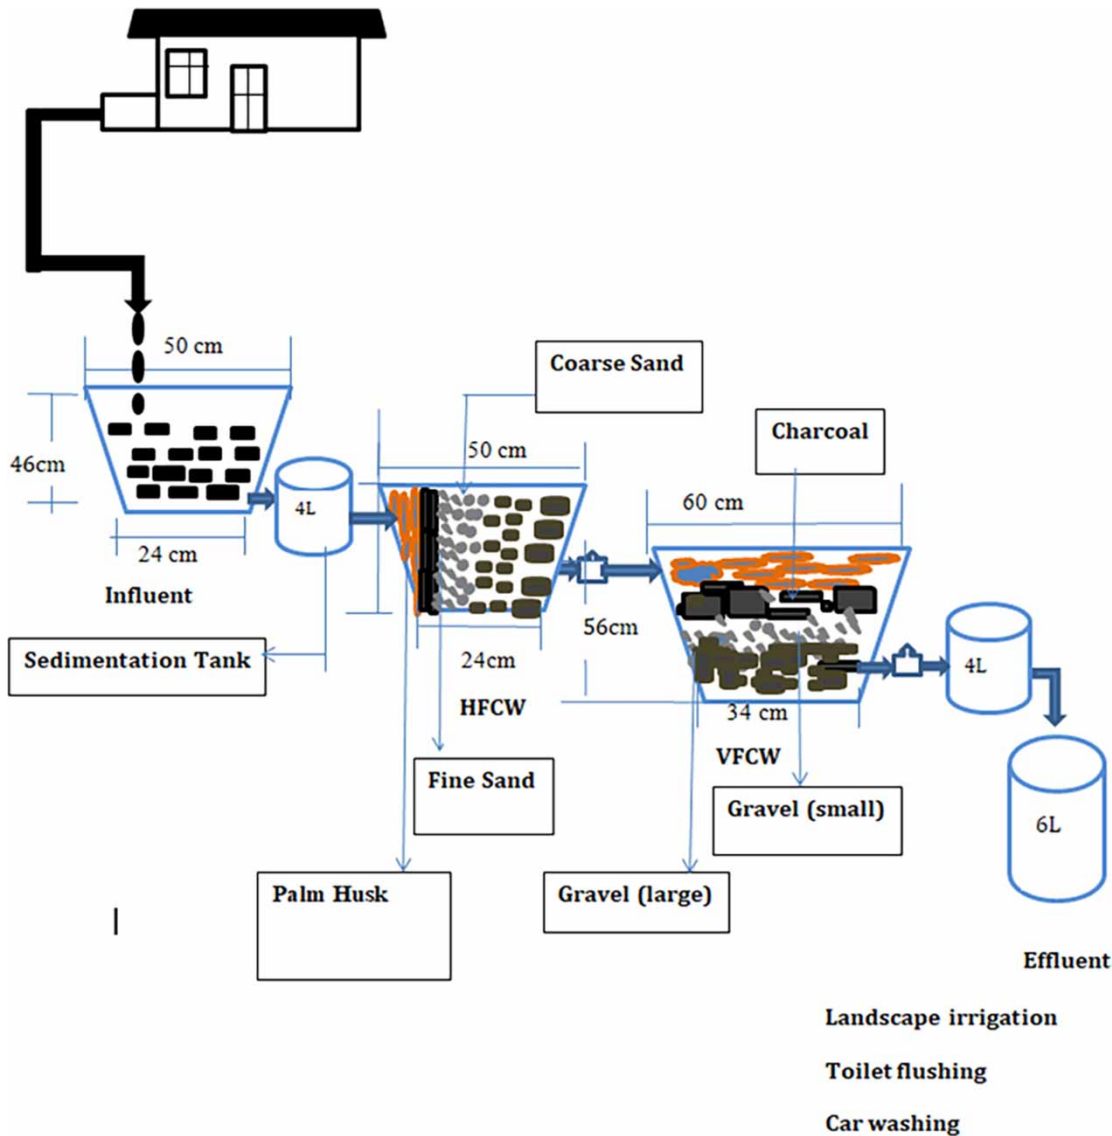 50 cm
Coarse Sand
46cm
50 cm
Charcoal
4L
60 cm
24 cm
Influent
56cm
Sedimentation Tank
24cm
HFCW
4L
34 cm
VFCW
Fine Sand
Gravel (small)
6L
Palm Husk
Gravel (large)
Effluent
Landscape irrigation
Toilet flushing
Car washing